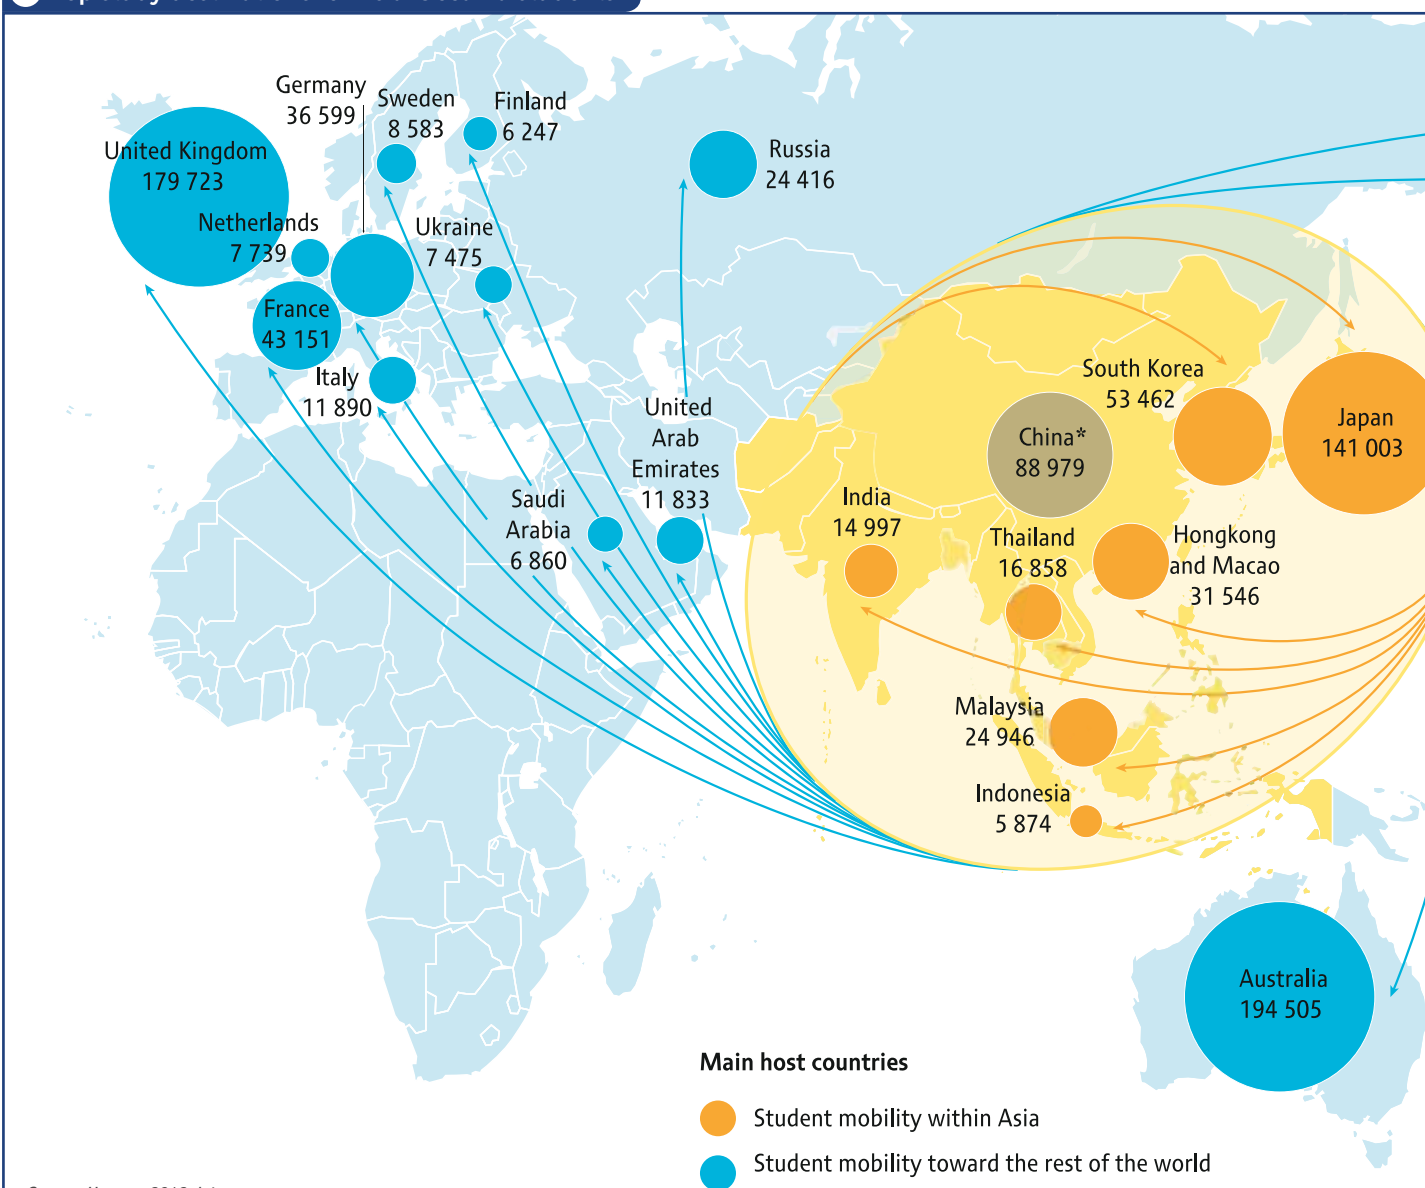 Germany
36 599
Sweden
8 583
Finland
6 247
United Kingdom
179 723
Russia
24 416
Netherlands
7 739
Ukraine
7 475
France
43 151
Italy
11 890
United
Arab
Emirates
11 833
Saudi
Arabia
6 860
South Korea
53 462
Japan
141 003
China*
88 979
India
14 997
Thailand
16 858
Hongkong
and Macao
31 546
Malaysia
24 946
Indonesia
5 874
Australia
194 505
Main host countries
Student mobility within Asia
Student mobility toward the rest of the world